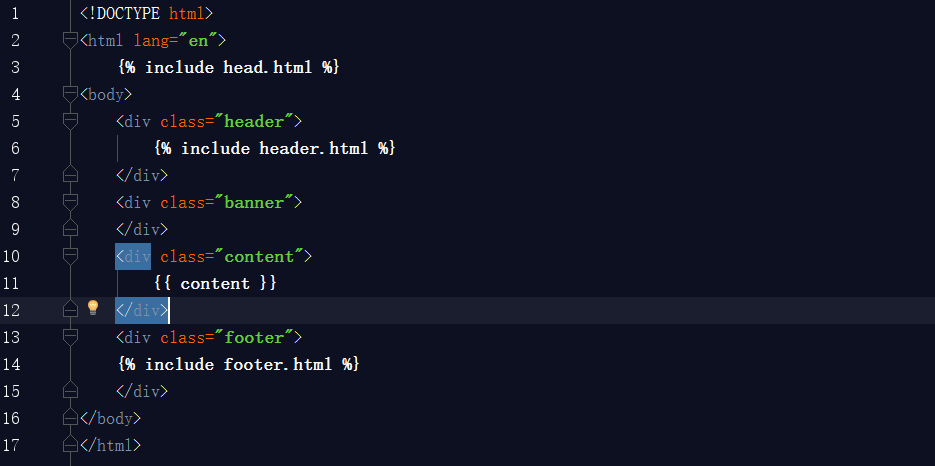 1 <!DOCTYPE html>
2 <html lang="en">
3 {% include head.html %}
4 <body>
5 <div class="header">
6 {% include header.html %}
7 </div>
8 <div class="banner">
9 </div>
10 <div class="content">
11 {{ content }}
12 </div>
13 <div class="footer">
14 {% include footer.html %}
15 </div>
16 </body>
17 </html>